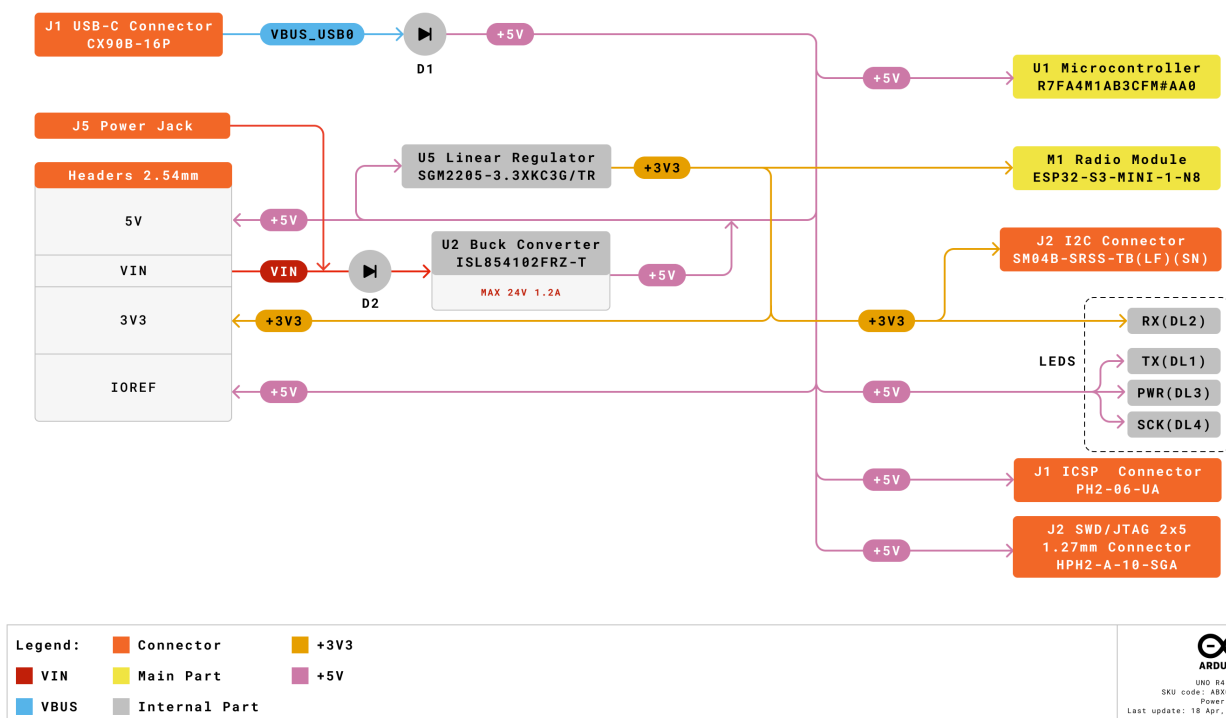 J1 USB-C Connector
CX90B-16P
VBUS_USB0
D1
+5V
+5V
U1 Microcontroller
R7FA4M1AB3CFM#AA0
J5 Power Jack
Headers 2.54mm
5V
VIN
3V3
IOREF
U5 Linear Regulator
SGM2205-3.3XKC3G/TR
+3V3
M1 Radio Module
ESP32-S3-MINI-1-N8
+5V
VIN
D2
U2 Buck Converter
ISL854102FRZ-T
MAX 24V 1.2A
+5V
J2 I2C Connector
SM04B-SRSS-TB(LF)(SN)
+3V3
+3V3
RX(DL2)
LEDS
TX(DL1)
PWR(DL3)
SCK(DL4)
+5V
+5V
+5V
J1 ICSP  Connector
PH2-06-UA
+5V
J2 SWD/JTAG 2x5
1.27mm Connector
HPH2-A-10-SGA
Legend:
Connector
+3V3
VIN
Main Part
+5V
VBUS
Internal Part
ARDU
UNO R4
SKU code: ABX
Power
Last update: 18 Apr,